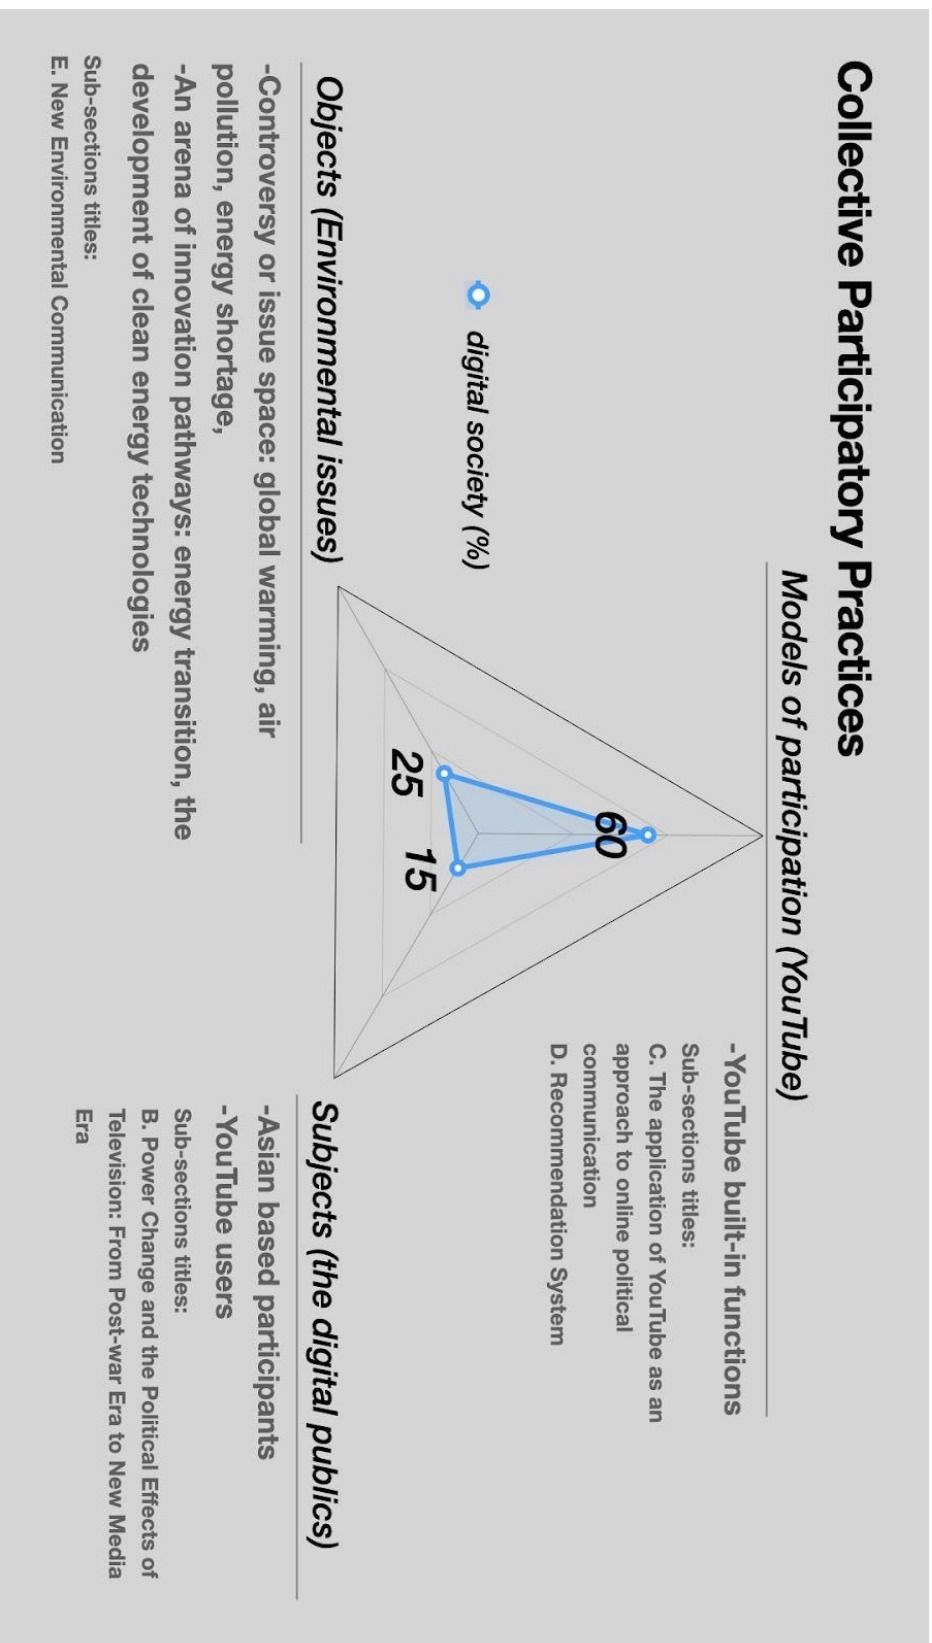 Collective Participatory Practices
Models of participation (YouTube)
-YouTube built-in functions
Sub-sections titles:
C. The application of YouTube as an
approach to online political
communication
D. Recommendation System
digital society (%)
60
25
15
Objects (Environmental issues)
-Controversy or issue space: global warming, air
pollution, energy shortage,
-An arena of innovation pathways: energy transition, the
development of clean energy technologies
Sub-sections titles:
E. New Environmental Communication
Subjects (the digital publics)
-Asian based participants
-YouTube users
Sub-sections titles:
B. Power Change and the Political Effects of
Television: From Post-war Era to New Media
Era